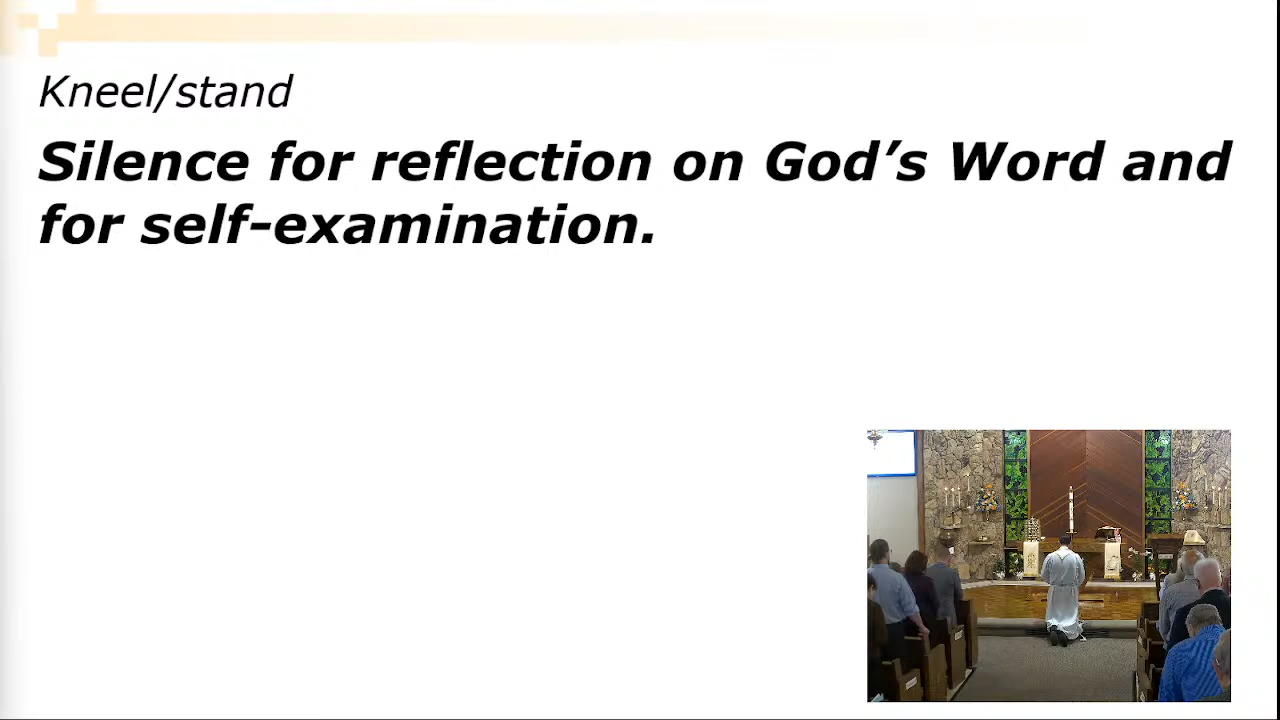 Kneel/stand
Silence for reflection on God’s Word and
for self-examination.